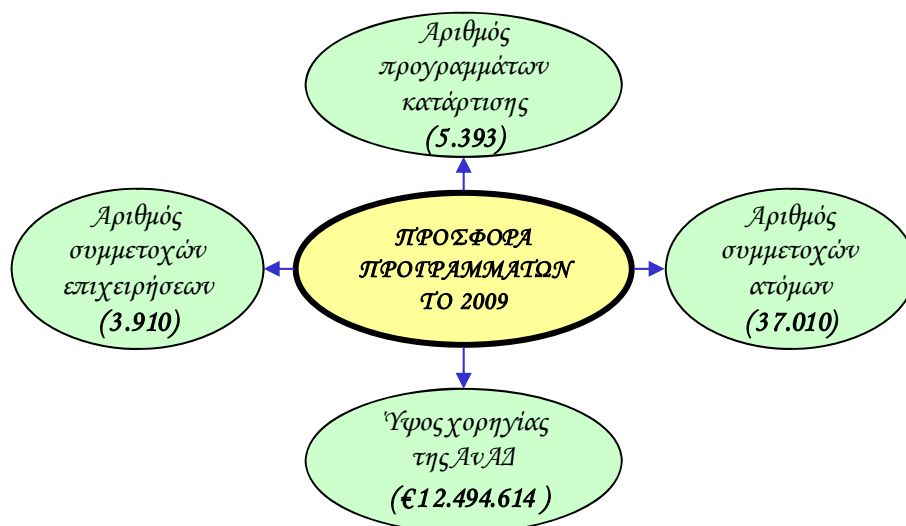 Αριθμός
προγραμμάτων
κατάρτισης
(5.393)
Αριθμός
συμμετοχών
επιχειρήσεων
(3.910)
ΠΡΟΣΦΟΡΑ
ΠΡΟΓΡΑΜΜΑΤΩΝ
ΤΟ 2009
Αριθμός
συμμετοχών
ατόμων
(37.010)
Ύψος χορηγίας
της ΑνΑΔ
(€12.494.614 )